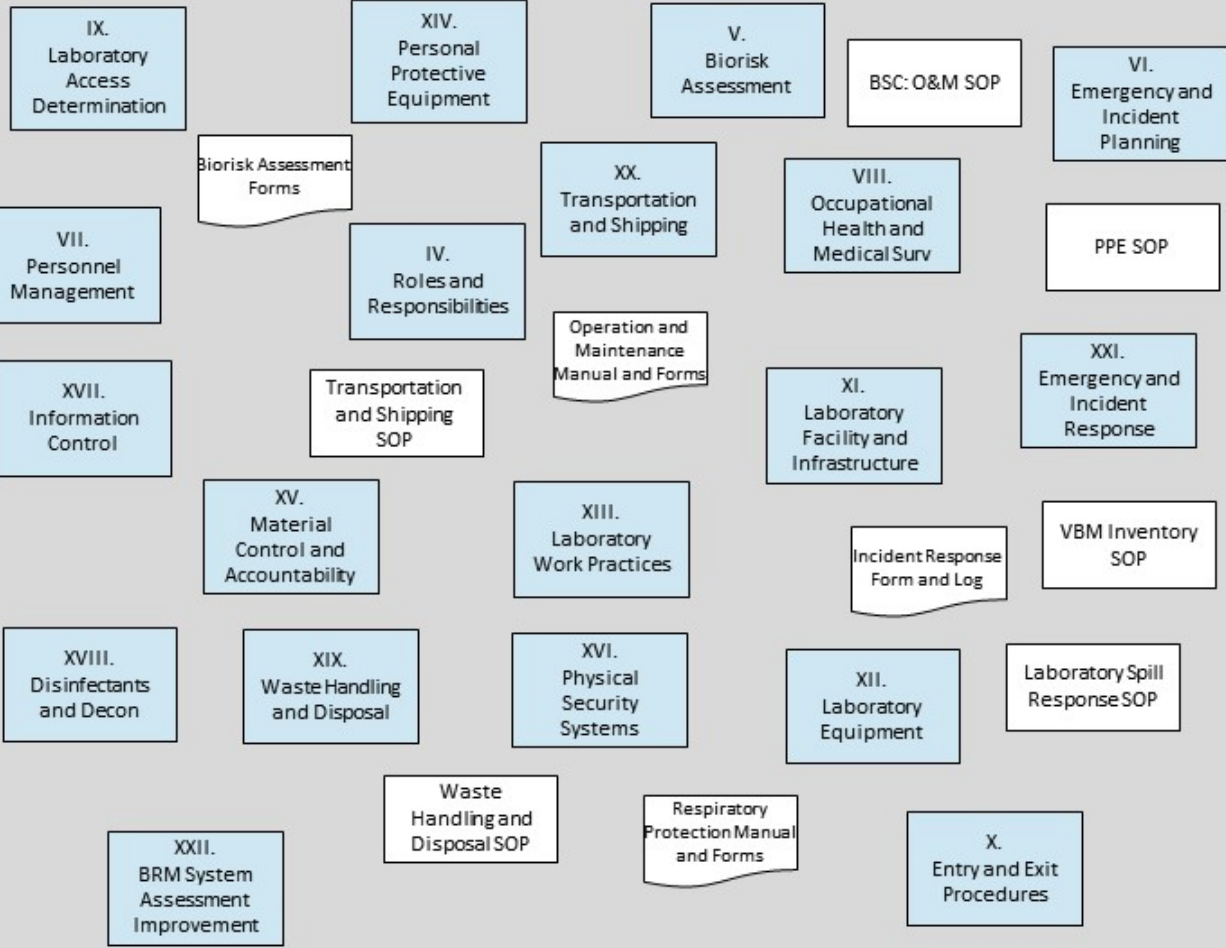 IX.
Laboratory
Access
Determination
XIV.
Personal
Protective
Equipment
V.
Biorisk
Assessment
BSC: O&M SOP
VI.
Emergency and
Incident
Planning
Biorisk Assessment
Forms
XX.
Transportation
and Shipping
VIII.
Occupational
Health and
Medical Surv
VII.
Personnel
Management
IV.
Roles and
Responsibilities
PPE SOP
Operation and
Maintenance
Manual and Forms
XVII.
Information
Control
Transportation
and Shipping
SOP
XI.
Laboratory
Facility and
Infrastructure
XXI.
Emergency and
Incident
Response
XV.
Material
Control and
Accountability
XIII.
Laboratory
Work Practices
Incident Response
Form and Log
VBM Inventory
SOP
XVIII.
Disinfectants
and Decon
XIX.
Waste Handling
and Disposal
XVI.
Physical
Security
Systems
XII.
Laboratory
Equipment
Laboratory Spill
Response SOP
Waste
Handling and
Disposal SOP
Respiratory
Protection Manual
and Forms
XXII.
BRM System
Assessment
Improvement
X.
Entry and Exit
Procedures